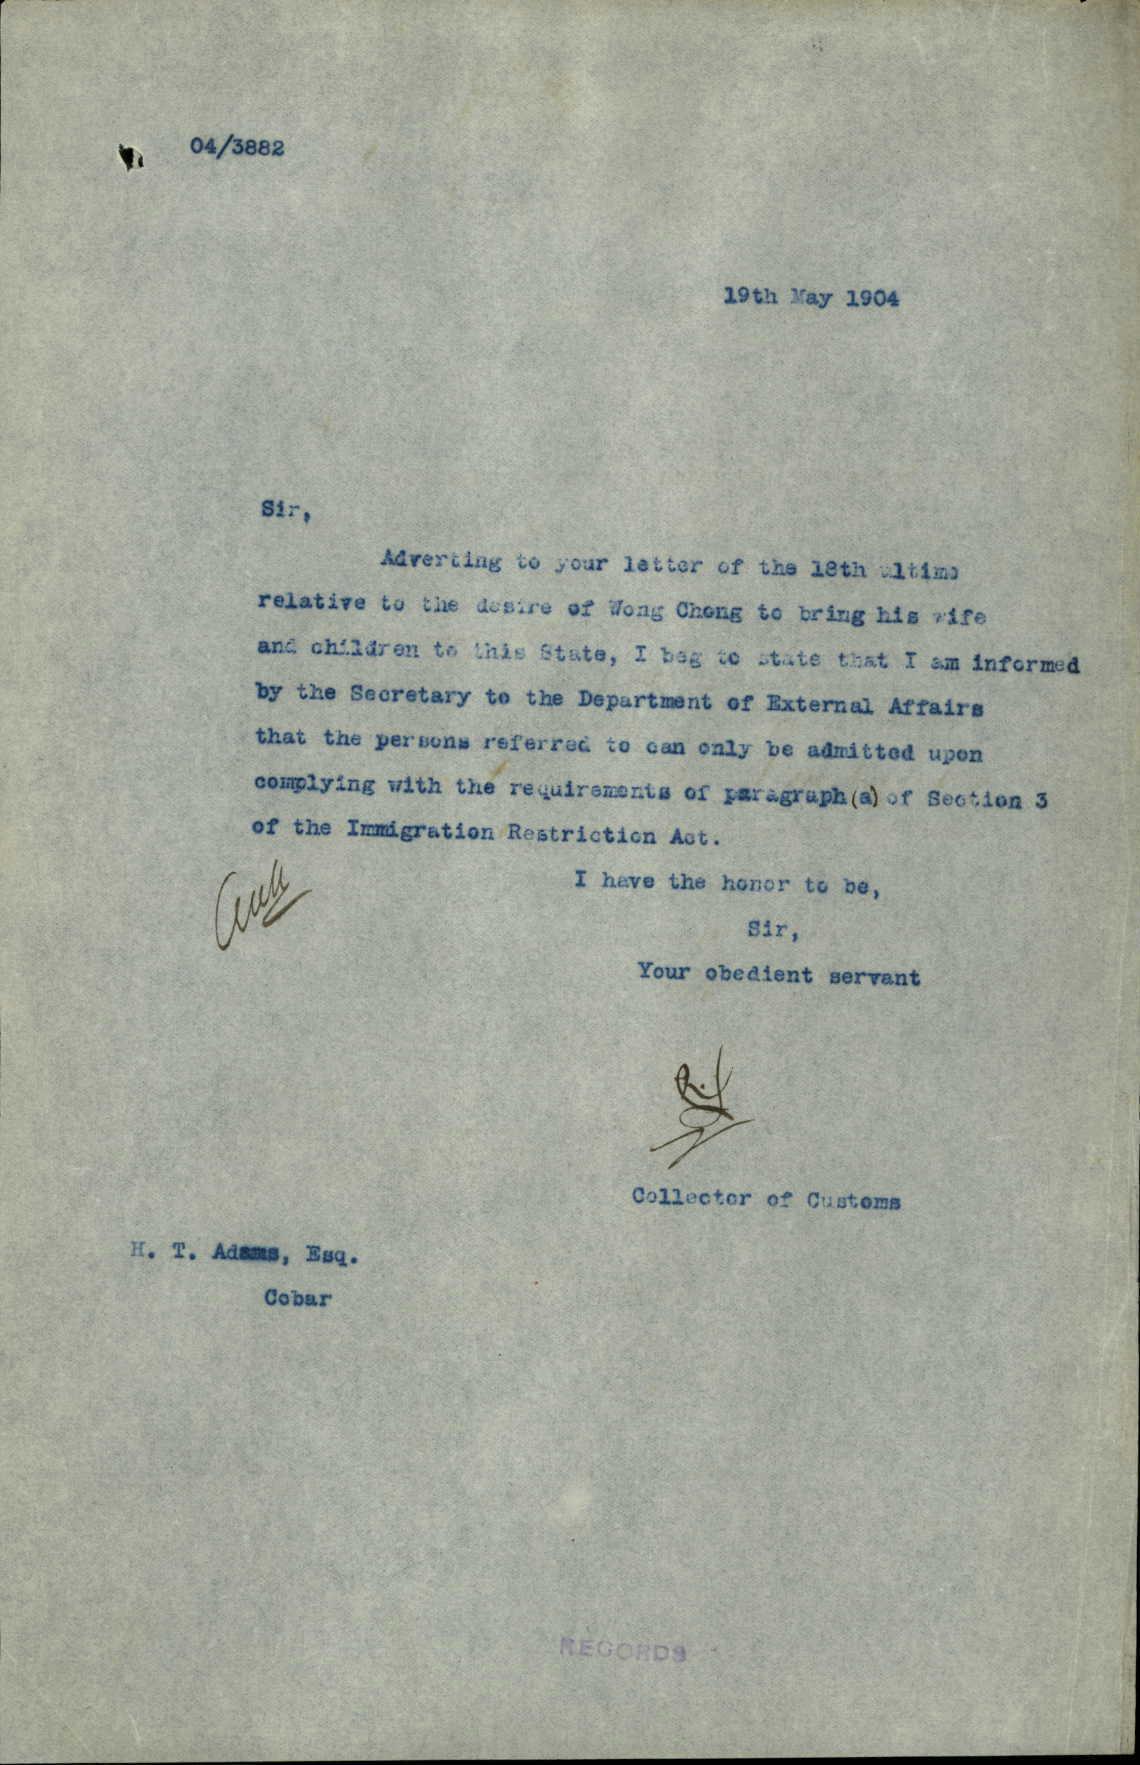 04/3882
19th May 1904
Sir,
Adverting to your letter of the 18th ultimo
relative to the desire of Wong Chong to bring his wife
and children to this State, I beg to state that I am informed
by the Secretary to the Department of External Affairs
that the persons referred to can only be admitted upon
complying with the requirements of paragraph (a) of Section 3
of the Immigration Restriction Act.
I have the honor to be,
Sir,
Your obedient servant
Collector of Customs
H. T. Adams, Esq.
Cobar
RECORDS